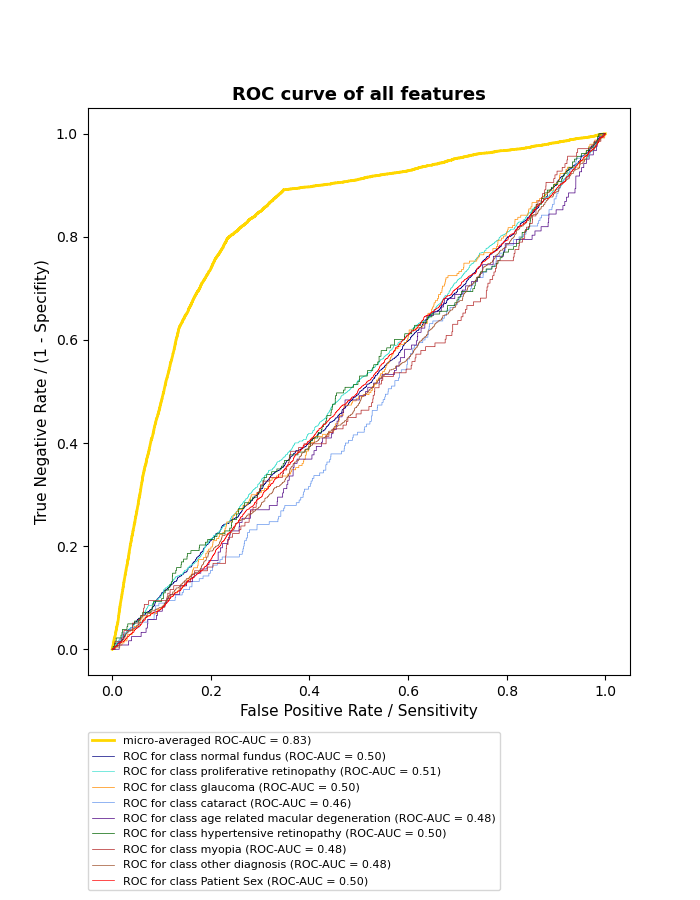 ROC curve of all features
True Negative Rate / (1 - Specifity)
1.0
0.8
0.6
0.4
0.2
0.0
0.0 0.2 0.4 0.6 0.8 1.0
False Positive Rate / Sensitivity
micro-averaged ROC-AUC = 0.83)
ROC for class normal fundus (ROC-AUC = 0.50)
ROC for class proliferative retinopathy (ROC-AUC = 0.51)
ROC for class glaucoma (ROC-AUC = 0.50)
ROC for class cataract (ROC-AUC = 0.46)
ROC for class age related macular degeneration (ROC-AUC = 0.48)
ROC for class hypertensive retinopathy (ROC-AUC = 0.50)
ROC for class myopia (ROC-AUC = 0.48)
ROC for class other diagnosis (ROC-AUC = 0.48)
ROC for class Patient Sex (ROC-AUC = 0.50)